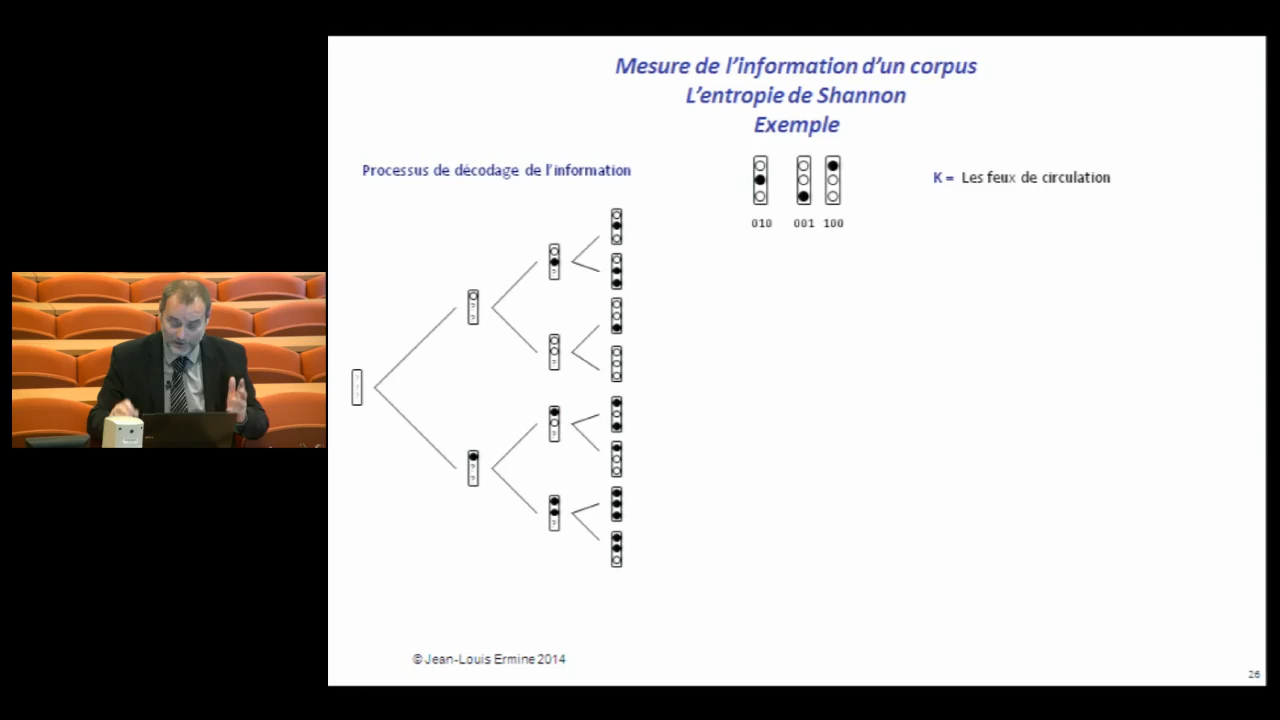 Mesure de l'information d'un corpus
L'entropie de Shannon
Exemple
Processus de décodage de l'information
K = Les feux de circulation
010 001 100
? ? ?
?
?
?
?
?
?
?
?
© Jean-Louis Ermine 2014
26